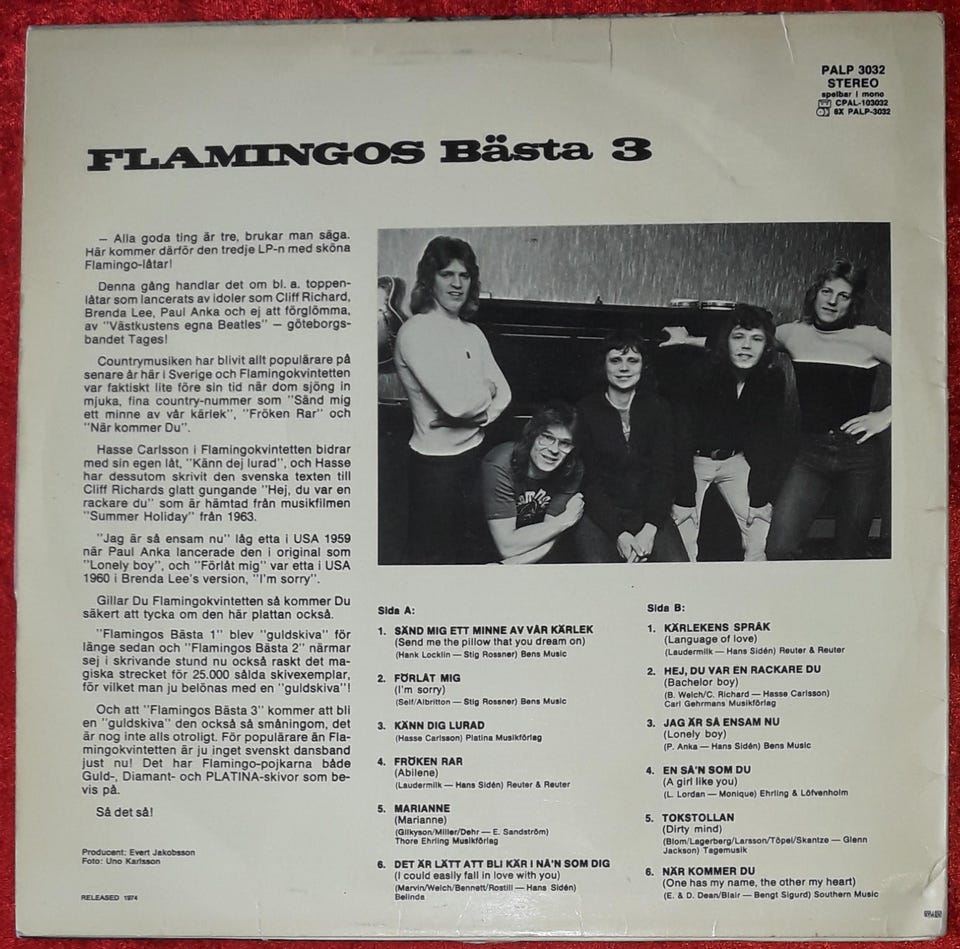 PALP 3032
STEREO
spelbar i mono
CPAL-103032
8X PALP-3032
FLAMINGOS Bästa 3
– Alla goda ting är tre, brukar man säga.
Här kommer därför den tredje LP-n med sköna
Flamingo-låtar!
Denna gång handlar det om bl. a. toppen-
låtar som lancerats av idoler som Cliff Richard,
Brenda Lee, Paul Anka och ej att förglömma,
av "Västkustens egna Beatles" – göteborgs-
bandet Tages!
Countrymusiken har blivit allt populärare på
senare år här i Sverige och Flamingokvintetten
var faktiskt lite före sin tid när dom sjöng in
mjuka, fina country-nummer som "Sänd mig
ett minne av vår kärlek", "Fröken Rar" och
"När kommer Du".
Hasse Carlsson i Flamingokvintetten bidrar
med sin egen låt, "Känn dej lurad", och Hasse
har dessutom skrivit den svenska texten till
Cliff Richards glatt gungande "Hej, du var en
rackare du" som är hämtad från musikfilmen
"Summer Holiday" från 1963.
"Jag är så ensam nu" låg etta i USA 1959
när Paul Anka lancerade den i original som
"Lonely boy", och "Förlåt mig" var etta i USA
1960 i Brenda Lee's version, "I'm sorry".
Gillar Du Flamingokvintetten så kommer Du
säkert att tycka om den här plattan också.
"Flamingos Bästa 1" blev "guldskiva" för
länge sedan och "Flamingos Bästa 2" närmar
sej i skrivande stund nu också raskt det ma-
giska strecket för 25.000 sålda skivexemplar,
för vilket man ju belönas med en "guldskiva"!
Och att "Flamingos Bästa 3" kommer att bli
en "guldskiva" den också så småningom, det
är nog inte alls otroligt. För populärare än Fla-
mingokvintetten är ju inget svenskt dansband
just nu! Det har Flamingo-pojkarna både
Guld-, Diamant- och PLATINA-skivor som be-
vis på.
Så det så!
Producent: Evert Jakobsson
Foto: Uno Karlsson
RELEASED 1974
Sida A:
1. SÄND MIG ETT MINNE AV VÅR KÄRLEK
(Send me the pillow that you dream on)
(Hank Locklin — Stig Rossner) Bens Music
2. FÖRLÅT MIG
(I'm sorry)
(Self/Albritton — Stig Rossner) Bens Music
3. KÄNN DIG LURAD
(Hasse Carlsson) Platina Musikförlag
4. FRÖKEN RAR
(Abilene)
(Laudermilk — Hans Sidén) Reuter & Reuter
5. MARIANNE
(Marianne)
(Gilkyson/Miller/Dehr — E. Sandström)
Thore Ehrling Musikförlag
6. DET ÄR LÄTT ATT BLI KÄR I NÅ'N SOM DIG
(I could easily fall in love with you)
(Marvin/Welch/Bennett/Rostill — Hans Sidén)
Belinda
Sida B:
1. KÄRLEKENS SPRÅK
(Language of love)
(Laudermilk — Hans Sidén) Reuter & Reuter
2. HEJ, DU VAR EN RACKARE DU
(Bachelor boy)
(B. Welch/C. Richard — Hasse Carlsson)
Carl Gehrmans Musikförlag
3. JAG ÄR SÅ ENSAM NU
(Lonely boy)
(P. Anka — Hans Sidén) Bens Music
4. EN SÅ'N SOM DU
(A girl like you)
(L. Lordan — Monique) Ehrling & Löfvenholm
5. TOKSTOLLAN
(Dirty mind)
(Blom/Lagerberg/Larsson/Töpel/Skantze — Glenn
Jackson) Tagemusik
6. NÄR KOMMER DU
(One has my name, the other my heart)
(E. & D. Dean/Blair — Bengt Sigurd) Southern Music